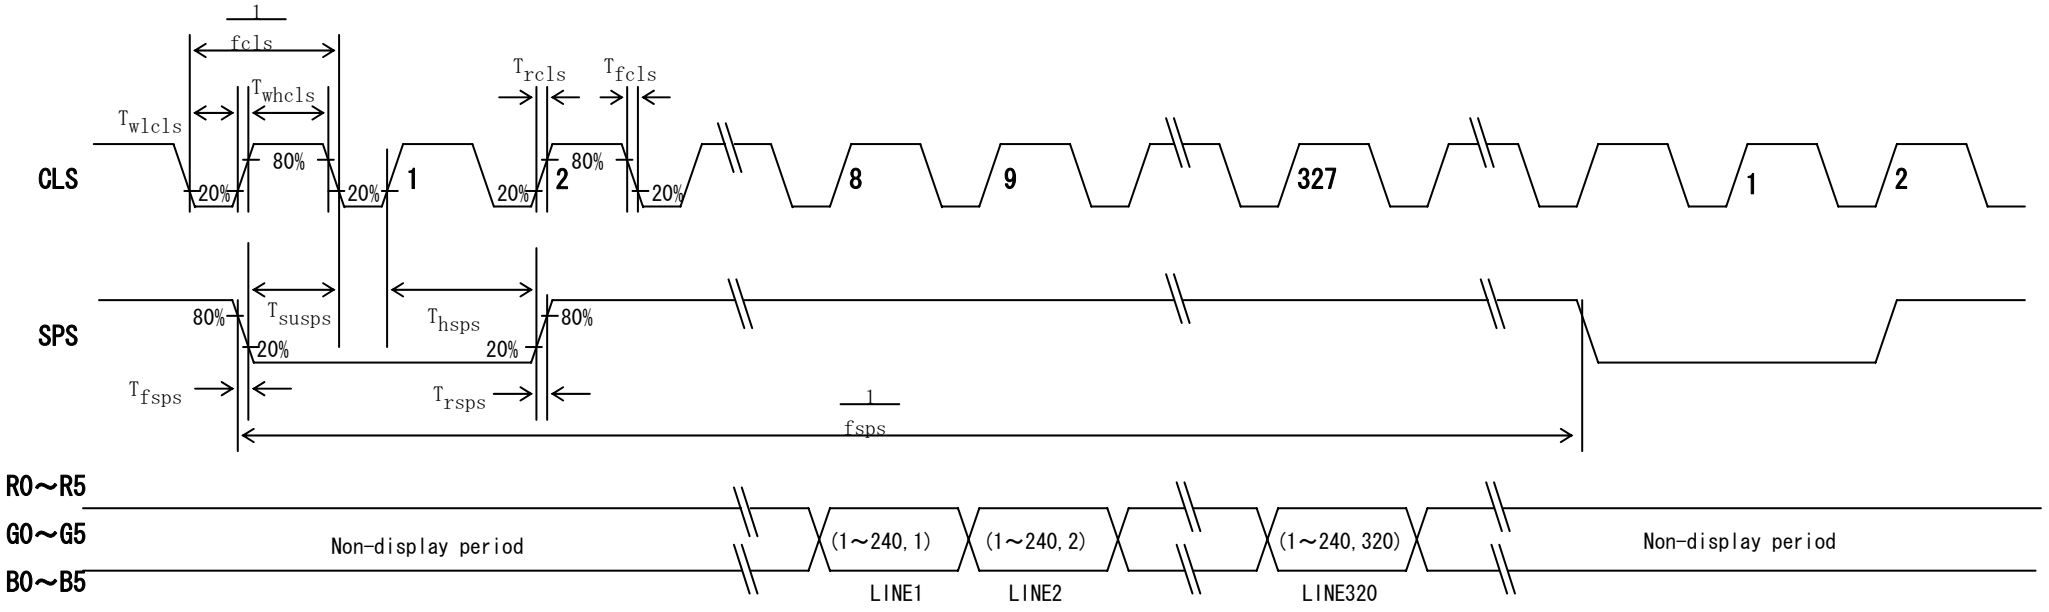 1
fcls
Trcls
Tfcls
Twhcls
Twlcls
80%
80%
CLS
20%
20%
1
20%
2
20%
8
9
327
1
2
80%
Tsusps
Thsps
80%
SPS
20%
20%
Tfsps
Trsps
1
fsps
R0～R5
G0～G5
Non-display period
(1～240,1)
(1～240,2)
(1～240,320)
Non-display period
B0～B5
LINE1
LINE2
LINE320